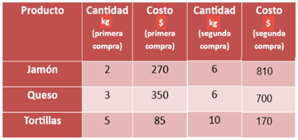 Producto Cantidad Costo Cantidad Costo
kg $ kg $
(primera (primera (segunda (segunda
compra) compra) compra) compra)
Jamón 2 270 6 810
Queso 3 350 6 700
Tortillas 5 85 10 170